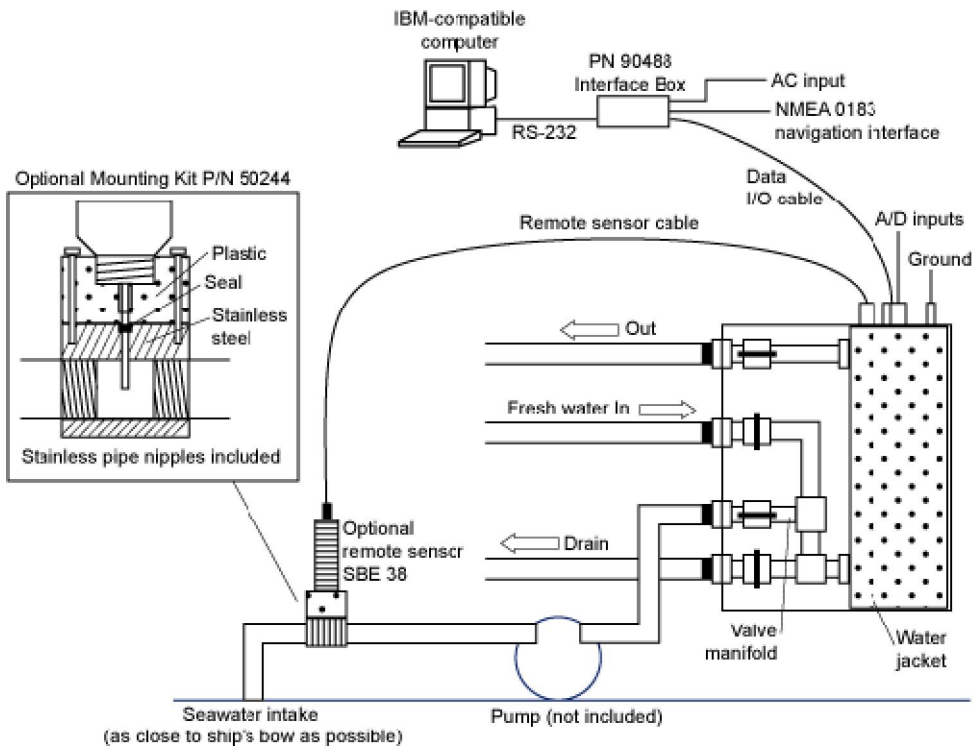 IBM-compatible
computer
PN 90488
Interface Box
AC input
NMEA 0183
navigation interface
RS-232
Data
I/O cable
A/D inputs
Ground
Remote sensor cable
Optional Mounting Kit P/N 50244
Plastic
Seal
Stainless
steel
Stainless pipe nipples included
Out
Fresh water In
Drain
Optional
remote sensor
SBE 38
Valve
manifold
Water
jacket
Seawater intake
(as close to ship's bow as possible)
Pump (not included)